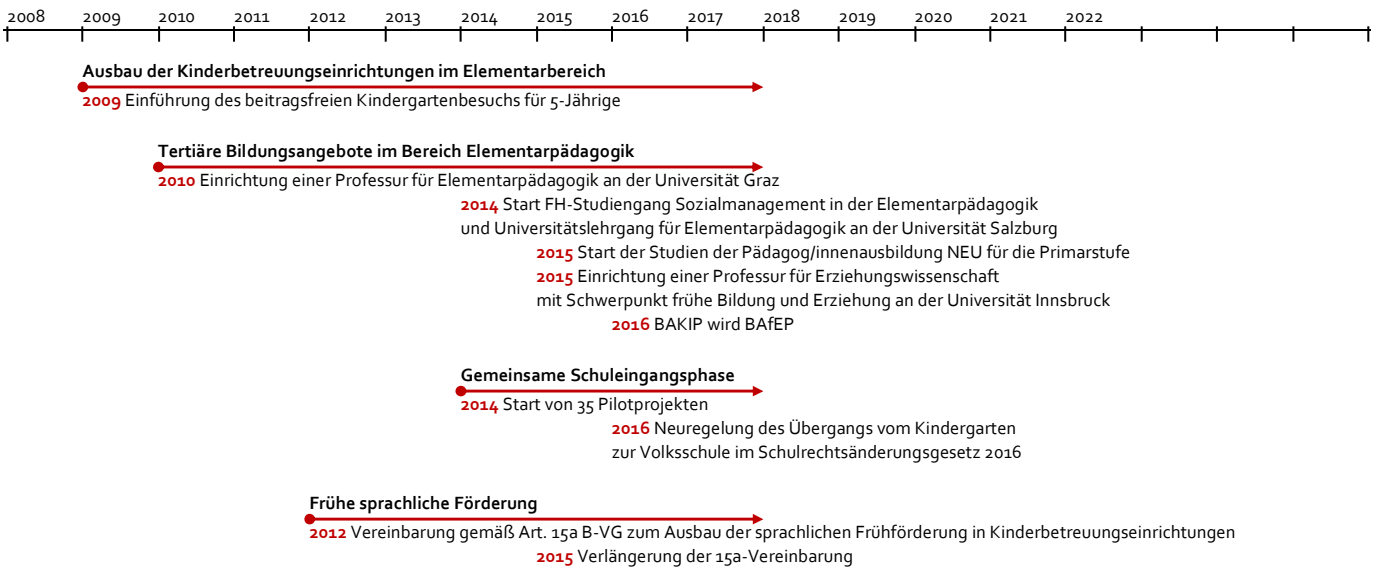 2008 2009 2010 2011 2012 2013 2014 2015 2016 2017 2018 2019 2020 2021 2022
Ausbau der Kinderbetreuungseinrichtungen im Elementarbereich
2009 Einführung des beitragsfreien Kindergartenbesuchs für 5-Jährige
Tertiäre Bildungsangebote im Bereich Elementarpädagogik
2010 Einrichtung einer Professur für Elementarpädagogik an der Universität Graz
2014 Start FH-Studiengang Sozialmanagement in der Elementarpädagogik
und Universitätslehrgang für Elementarpädagogik an der Universität Salzburg
2015 Start der Studien der Pädagog/innenausbildung NEU für die Primarstufe
2015 Einrichtung einer Professur für Erziehungswissenschaft
mit Schwerpunkt frühe Bildung und Erziehung an der Universität Innsbruck
2016 BAKIP wird BAfEP
Gemeinsame Schuleingangsphase
2014 Start von 35 Pilotprojekten
2016 Neuregelung des Übergangs vom Kindergarten
zur Volksschule im Schulrechtsänderungsgesetz 2016
Frühe sprachliche Förderung
2012 Vereinbarung gemäß Art. 15a B-VG zum Ausbau der sprachlichen Frühförderung in Kinderbetreuungseinrichtungen
2015 Verlängerung der 15a-Vereinbarung